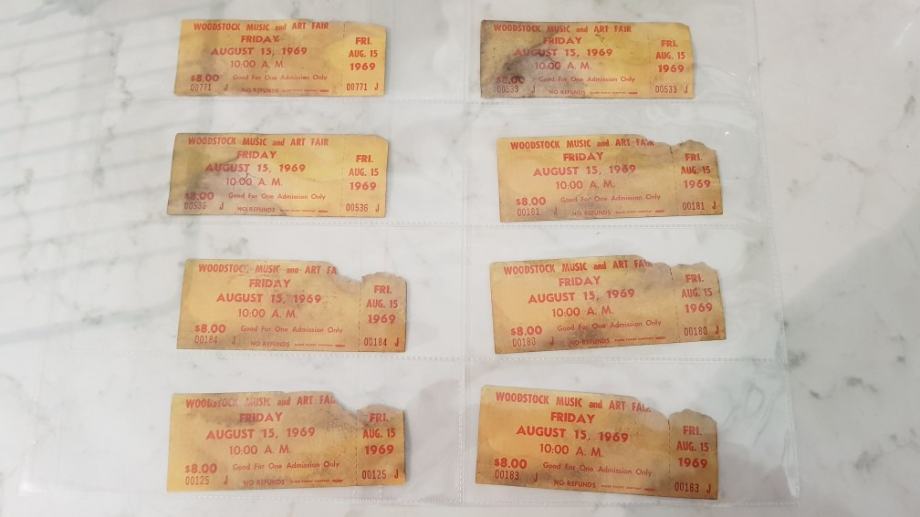 WOODSTOCK MUSIC and ART FAIR
FRIDAY
AUGUST 15, 1969
10:00 A. M.
$8.00 Good For One Admission Only
00771 NO REFUNDS
FRI.
AUG. 15
1969
00771 J
WOODSTOCK MUSIC and ART FAIR
FRIDAY
AUGUST 15, 1969
10:00 A. M.
$8.00 Good For One Admission Only
00533 NO REFUNDS
FRI.
AUG. 15
1969
00533 J
WOODSTOCK MUSIC and ART FAIR
FRIDAY
AUGUST 15, 1969
10:00 A. M.
$8.00 Good For One Admission Only
00536 NO REFUNDS
FRI.
AUG. 15
1969
00536 J
WOODSTOCK MUSIC and ART FAIR
FRIDAY
AUGUST 15, 1969
10:00 A. M.
$8.00 Good For One Admission Only
00181 NO REFUNDS
FRI.
AUG. 15
1969
00181 J
WOODSTOCK MUSIC and ART FA
FRIDAY
AUGUST 15, 1969
10:00 A. M.
$8.00 Good For One Admission Only
00184 NO REFUNDS
FRI.
AUG. 15
1969
00184 J
WOODSTOCK MUSIC and ART FAI
FRIDAY
AUGUST 15, 1969
10:00 A. M.
$8.00 Good For One Admission Only
00180 NO REFUNDS
FRI.
AUG. 15
1969
00180 J
WOODSTOCK MUSIC and ART FA
FRIDAY
AUGUST 15, 1969
10:00 A. M.
$8.00 Good For One Admission Only
00125 NO REFUNDS
FRI.
AUG. 15
1969
00125 J
WOODSTOCK MUSIC and ART FAI
FRIDAY
AUGUST 15, 1969
10:00 A. M.
$8.00 Good For One Admission Only
00183 NO REFUNDS
FRI.
AUG. 15
1969
00183 J